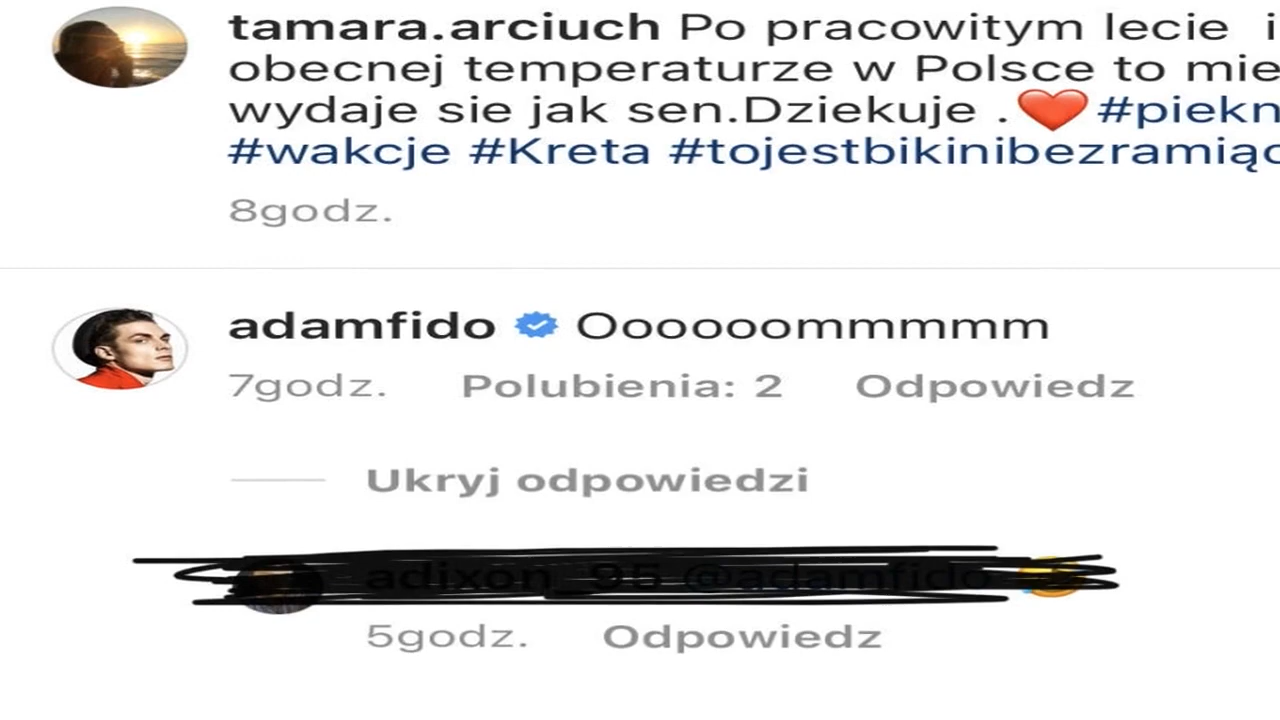 tamara.arciuch Po pracowitym lecie i
obecnej temperaturze w Polsce to mie
wydaje sie jak sen.Dziekuje .❤️#piekn
#wakcje #Kreta #tojestbikinibezramiąc
8godz.
adamfido Oooooommmmm
7godz. Polubienia: 2 Odpowiedz
Ukryj odpowiedzi
5godz. Odpowiedz